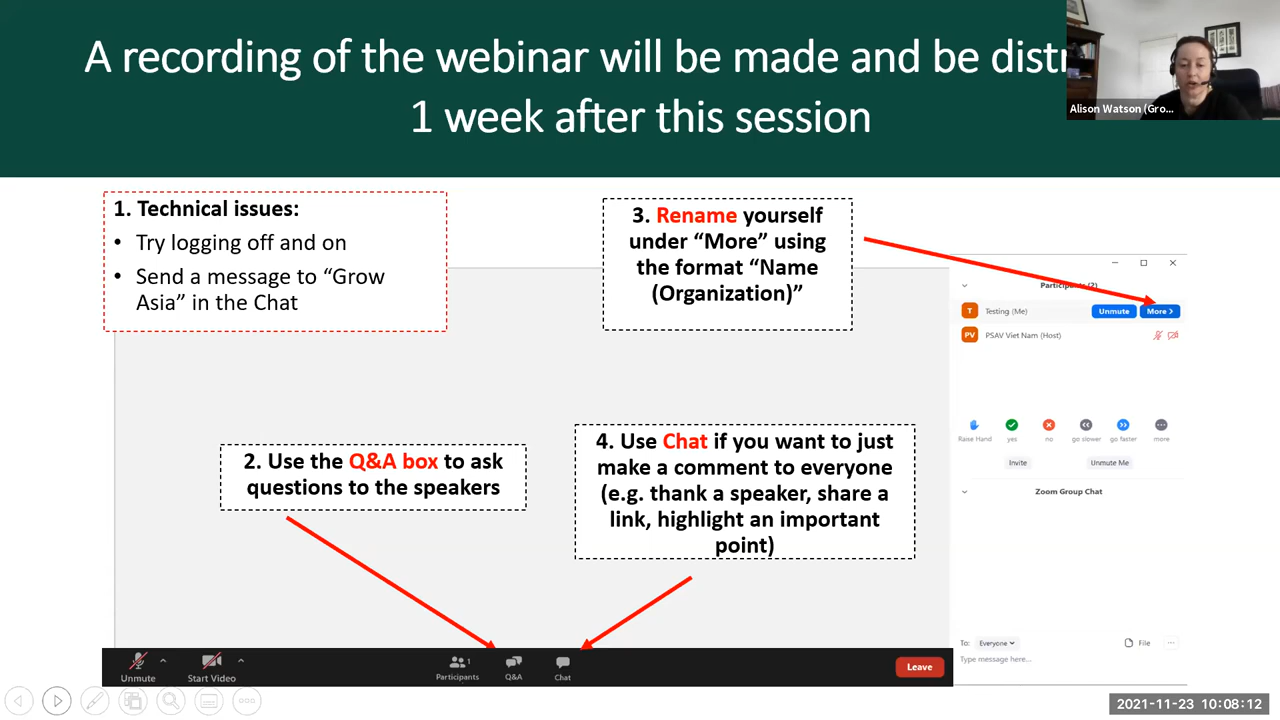 A recording of the webinar will be made and be
1 week after this session
Alison Watson (Gro...
1. Technical issues:
• Try logging off and on
• Send a message to “Grow
Asia” in the Chat
3. Rename yourself
under “More” using
the format “Name
(Organization)”
Participants (2)
T Testing (Me) Unmute More >
PV PSAV Viet Nam (Host)
Raise Hand yes no go slower go faster more
Invite Unmute Me
2. Use the Q&A box to ask
questions to the speakers
4. Use Chat if you want to just
make a comment to everyone
(e.g. thank a speaker, share a
link, highlight an important
point)
Zoom Group Chat
To: Everyone File ...
Type message here...
Unmute Start Video Participants 1 Q&A Chat Leave
2021-11-23 10:08:12